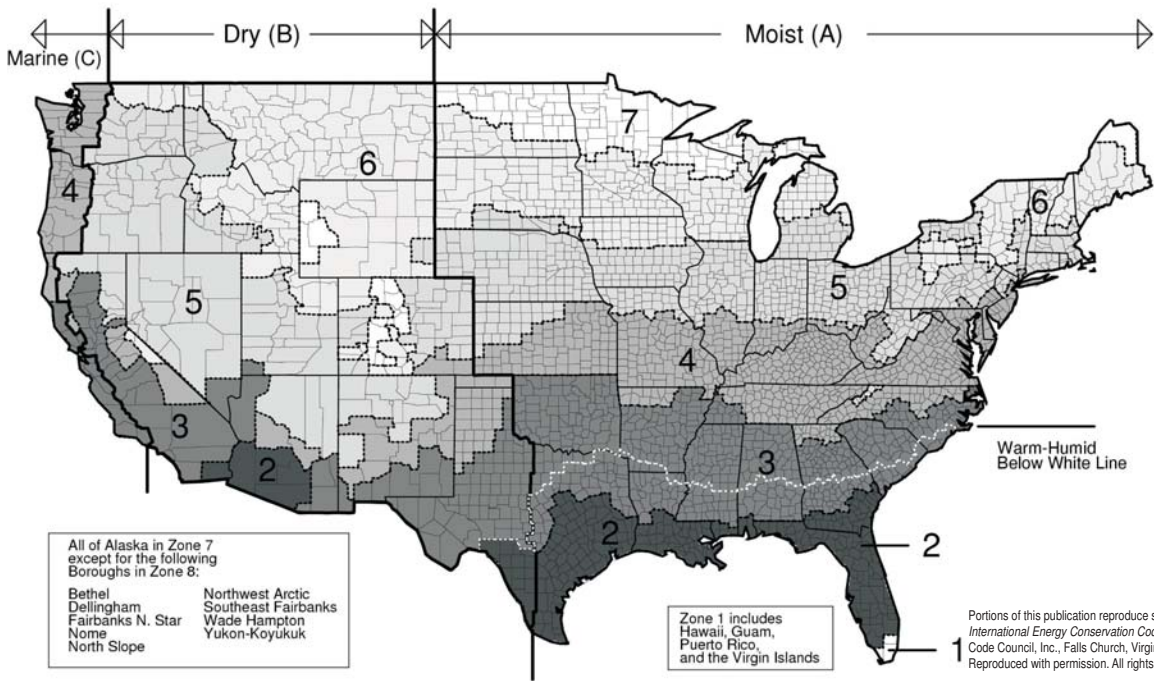 Marine (C)
Dry (B)
Moist (A)
7
6
4
6
5
5
4
3
3
2
2
Warm-Humid
Below White Line
2
1
All of Alaska in Zone 7
except for the following
Boroughs in Zone 8:
Bethel
Dellingham
Fairbanks N. Star
Nome
North Slope
Northwest Arctic
Southeast Fairbanks
Wade Hampton
Yukon-Koyukuk
Zone 1 includes
Hawaii, Guam,
Puerto Rico,
and the Virgin Islands
Portions of this publication reproduce
International Energy Conservation
Code Council, Inc., Falls Church,
Reproduced with permission. All